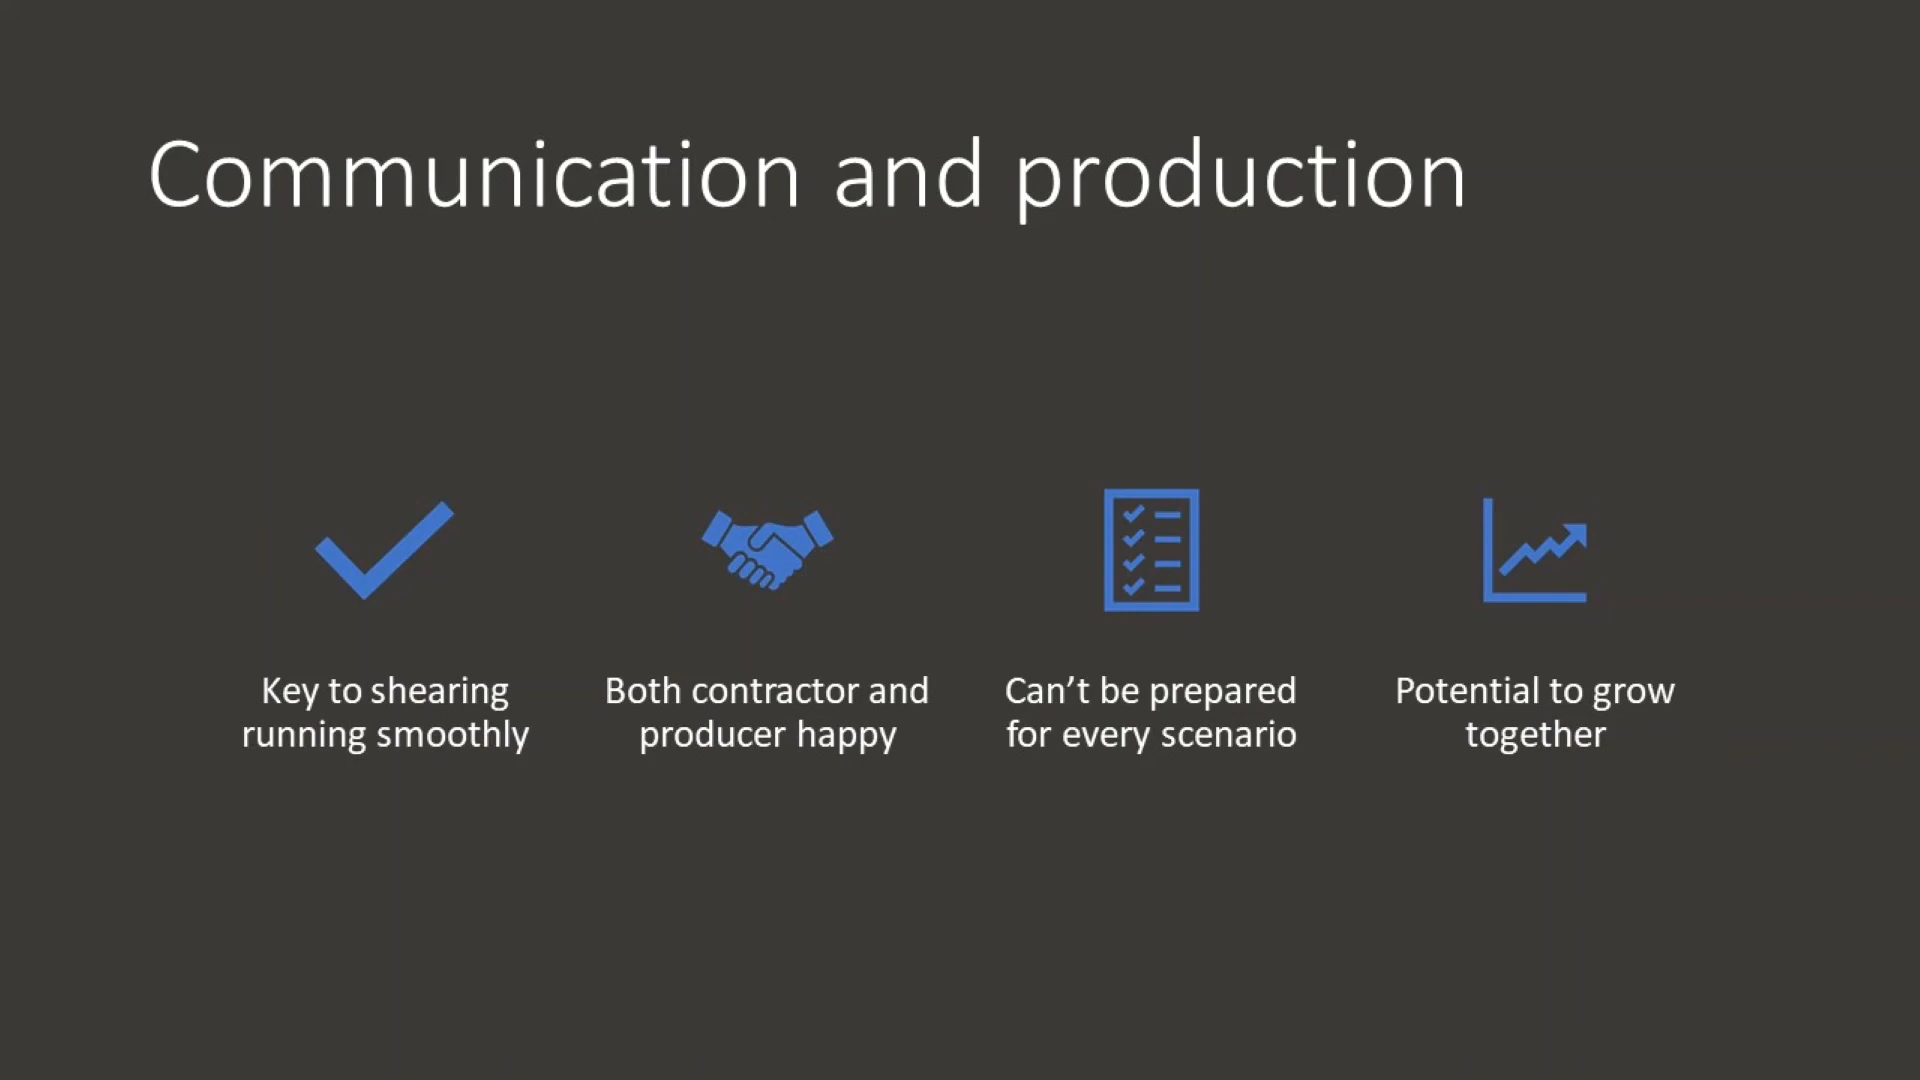 Communication and production
Key to shearing
running smoothly
Both contractor and
producer happy
Can’t be prepared
for every scenario
Potential to grow
together